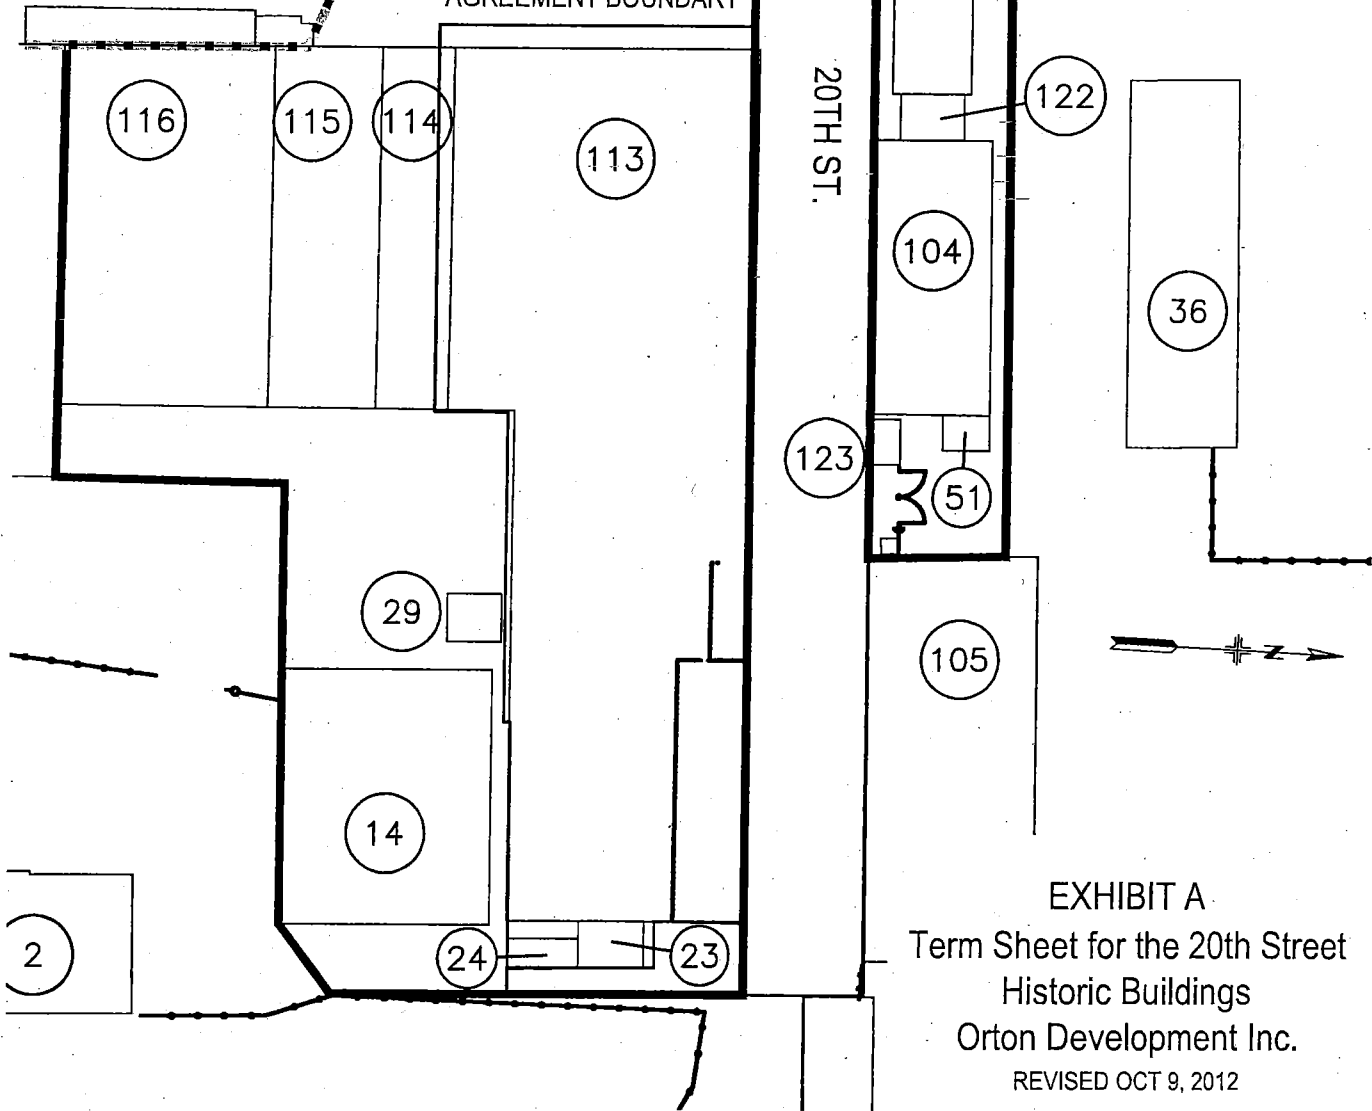 AGREEMENT BOUNDARY
116
115
114
113
20TH ST.
122
104
36
123
51
29
105
N
14
2
24
23
EXHIBIT A
Term Sheet for the 20th Street
Historic Buildings
Orton Development Inc.
REVISED OCT 9, 2012